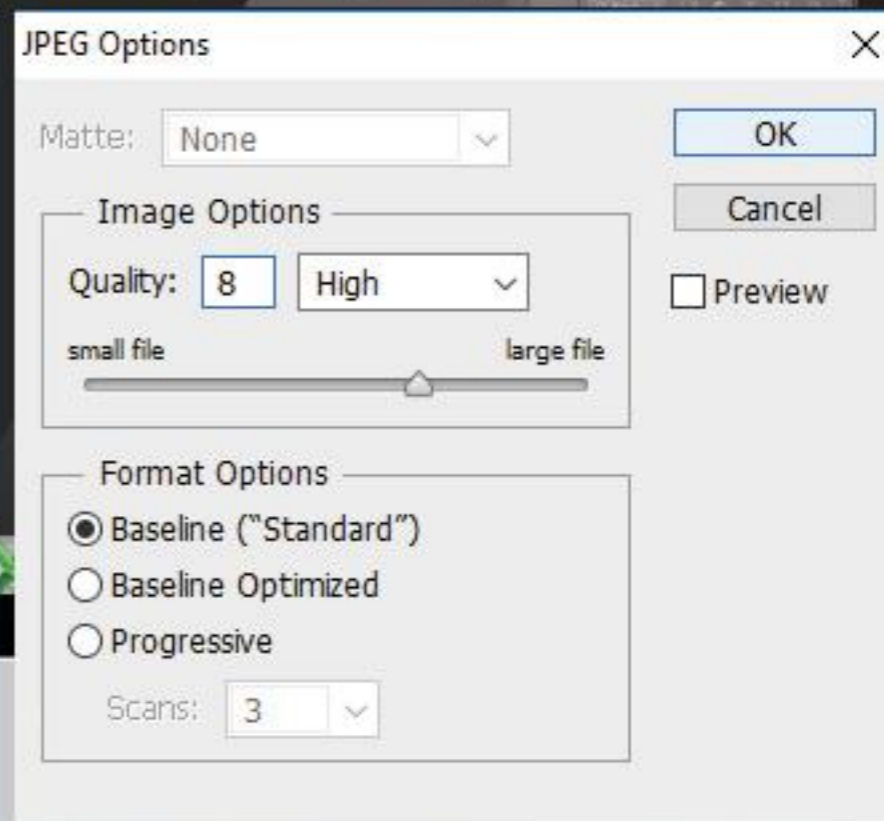 JPEG Options
Matte: None
OK
Image Options
Cancel
Quality: 8 High
Preview
small file large file
Format Options
Baseline (“Standard”)
Baseline Optimized
Progressive
Scans: 3